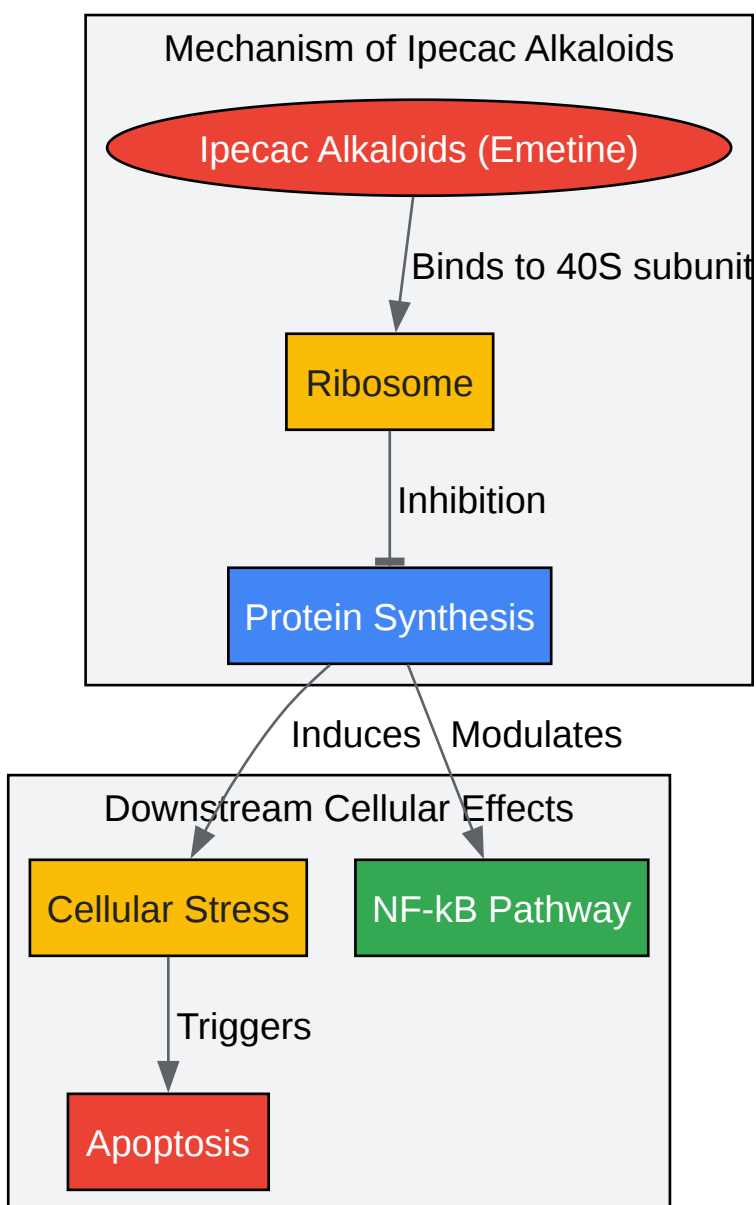 Mechanism of Ipecac Alkaloids
Ipecac Alkaloids (Emetine)
Binds to 40S subunit
Ribosome
Inhibition
Protein Synthesis
Induces
Modulates
Downstream Cellular Effects
Cellular Stress
NF-kB Pathway
Triggers
Apoptosis